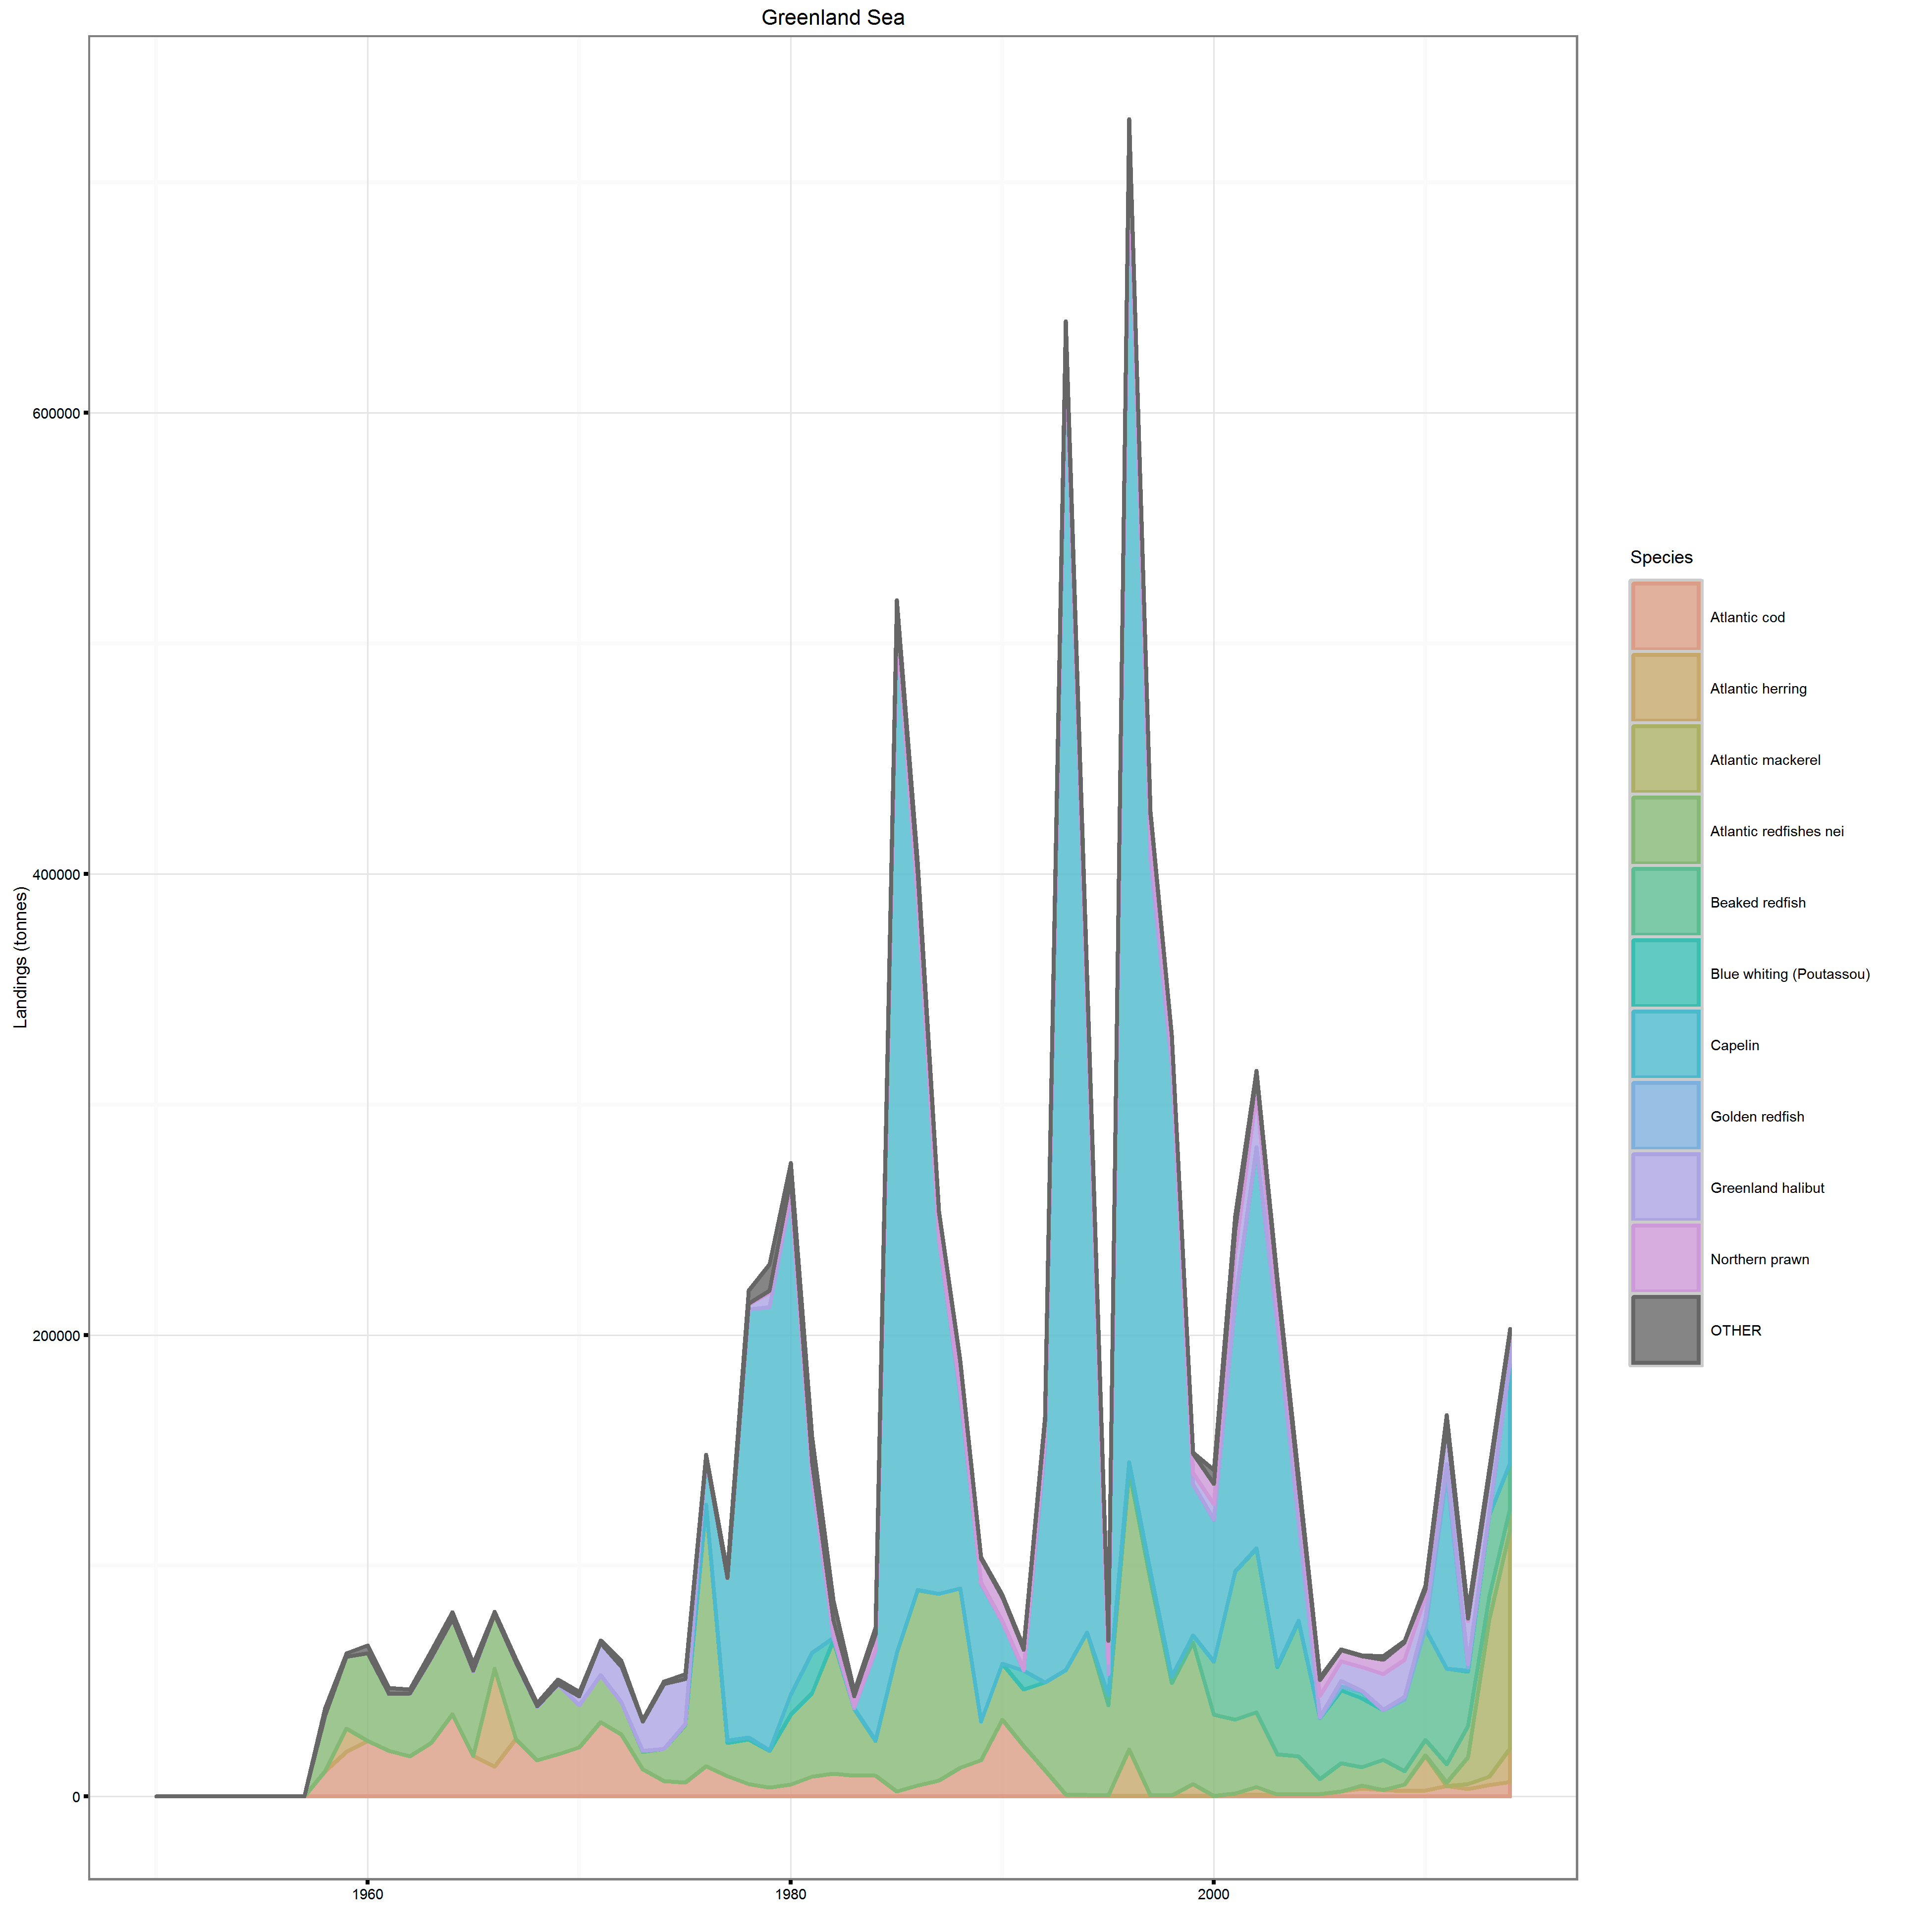 Greenland Sea
Landings (tonnes)
600000
400000
200000
0
1960
1980
2000
Species
Atlantic cod
Atlantic herring
Atlantic mackerel
Atlantic redfishes nei
Beaked redfish
Blue whiting (Poutassou)
Capelin
Golden redfish
Greenland halibut
Northern prawn
OTHER